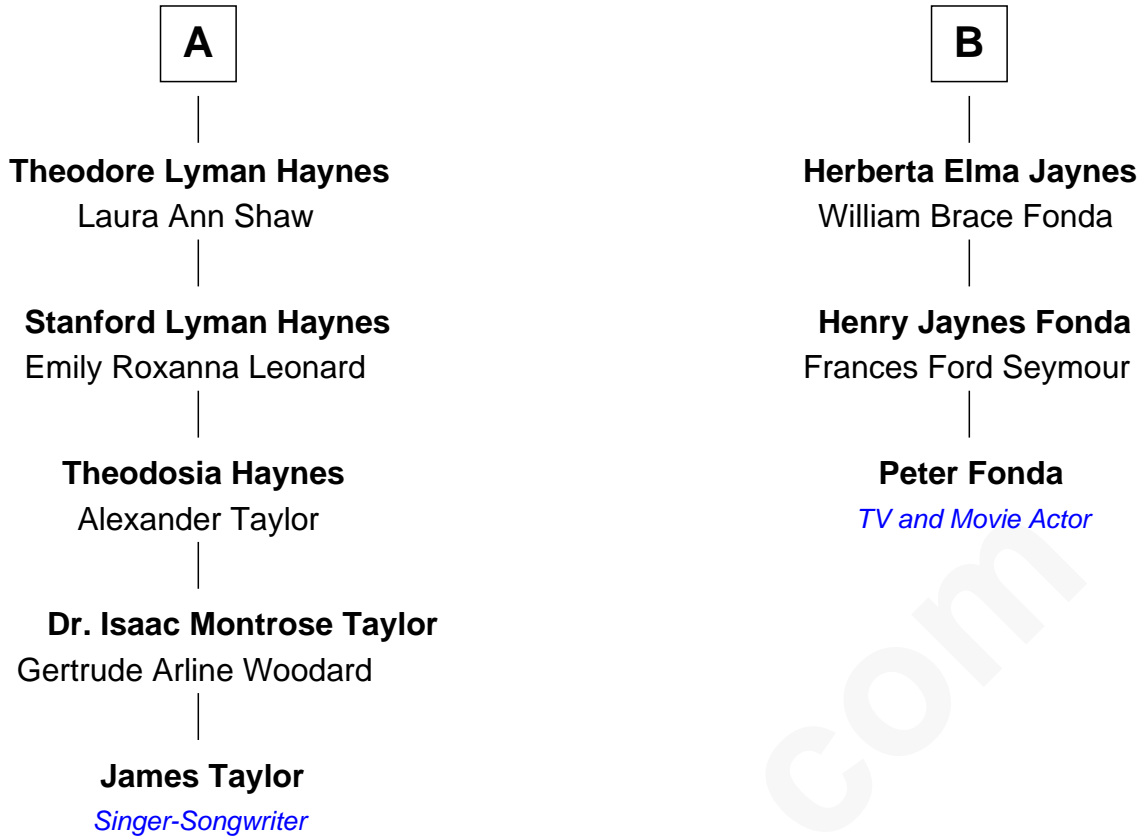 A
Theodore Lyman Haynes
Laura Ann Shaw
Stanford Lyman Haynes
Emily Roxanna Leonard
Theodosia Haynes
Alexander Taylor
Dr. Isaac Montrose Taylor
Gertrude Arline Woodard
James Taylor
Singer-Songwriter
B
Herberta Elma Jaynes
William Brace Fonda
Henry Jaynes Fonda
Frances Ford Seymour
Peter Fonda
TV and Movie Actor
com